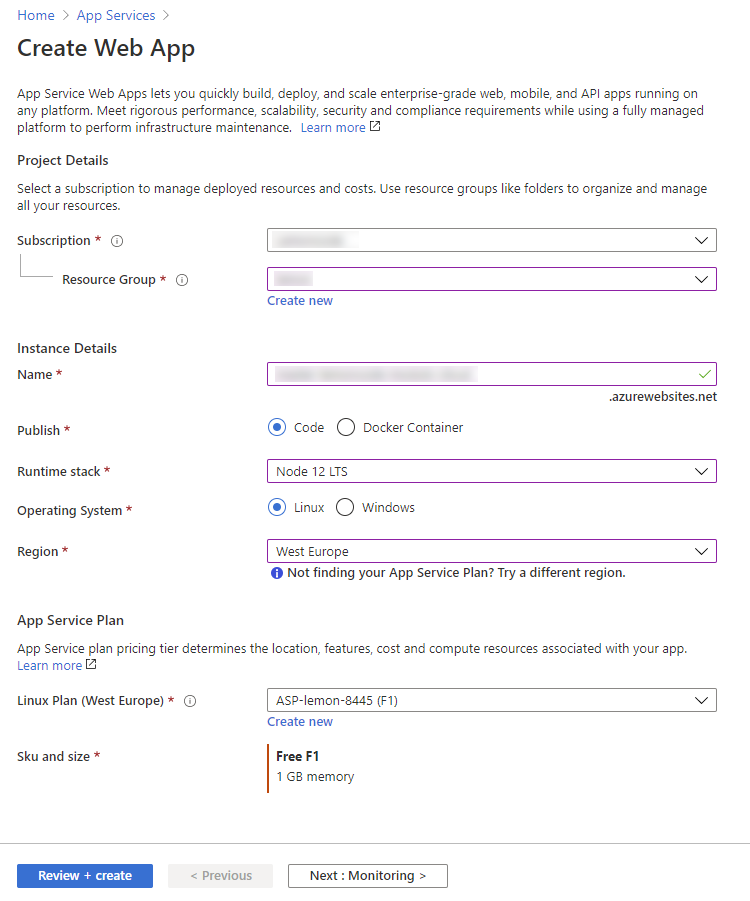 Home > App Services >
Create Web App
App Service Web Apps lets you quickly build, deploy, and scale enterprise-grade web, mobile, and API apps running on
any platform. Meet rigorous performance, scalability, security and compliance requirements while using a fully managed
platform to perform infrastructure maintenance. Learn more
Project Details
Select a subscription to manage deployed resources and costs. Use resource groups like folders to organize and manage
all your resources.
Subscription *
Resource Group *
Create new
Instance Details
Name *
.azurewebsites.net
Publish * Code Docker Container
Runtime stack * Node 12 LTS
Operating System * Linux Windows
Region * West Europe
Not finding your App Service Plan? Try a different region.
App Service Plan
App Service plan pricing tier determines the location, features, cost and compute resources associated with your app.
Learn more
Linux Plan (West Europe) * ASP-lemon-8445 (F1)
Create new
Sku and size * Free F1
1 GB memory
Review + create < Previous Next : Monitoring >